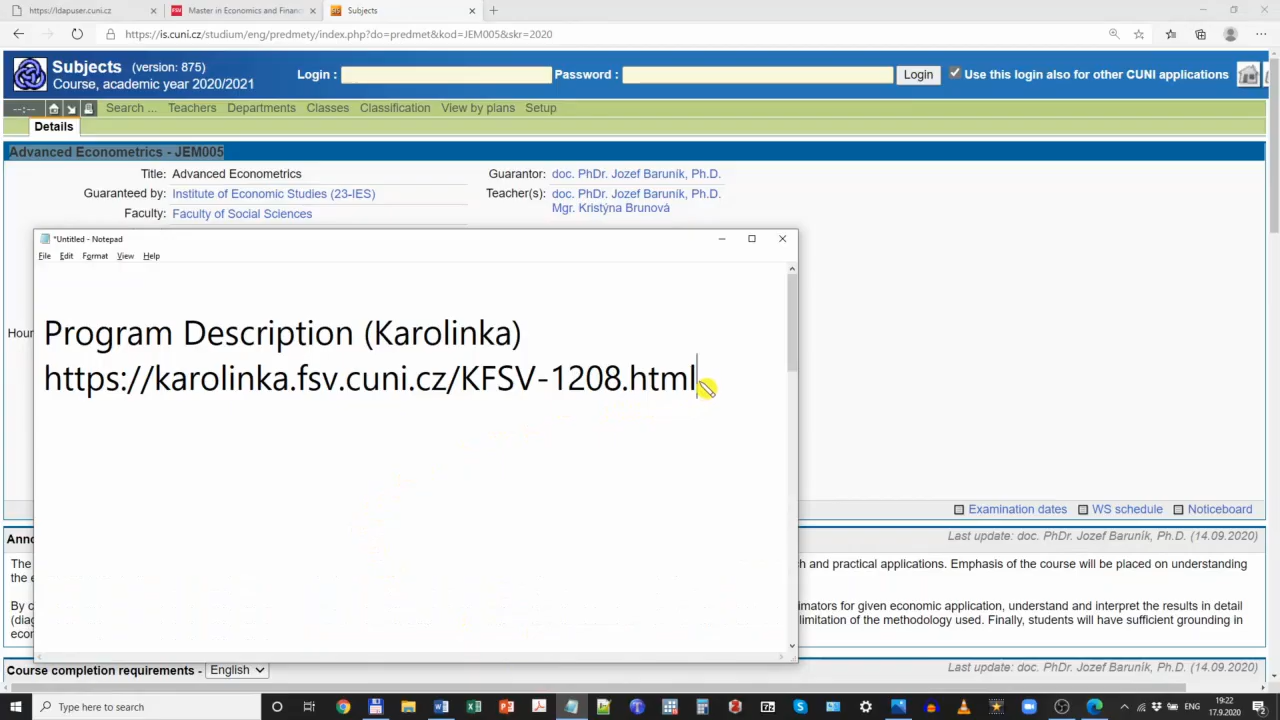 https://ldapuser.cuni.cz
Master in Economics and Financ
Subjects
https://is.cuni.cz/studium/eng/predmety/index.php?do=predmet&kod=JEM005&skr=2020
Subjects (version: 875)
Course, academic year 2020/2021
Login :
Password :
Login
Use this login also for other CUNI applications
--:-- Search ... Teachers Departments Classes Classification View by plans Setup
Details
Advanced Econometrics - JEM005
Title: Advanced Econometrics
Guarantor: doc. PhDr. Jozef Baruník, Ph.D.
Guaranteed by: Institute of Economic Studies (23-IES)
Teacher(s): doc. PhDr. Jozef Baruník, Ph.D.
Mgr. Kristýna Brunová
Faculty: Faculty of Social Sciences
*Untitled - Notepad
File Edit Format View Help
Hour
Program Description (Karolinka)
https://karolinka.fsv.cuni.cz/KFSV-1208.html
Examination dates WS schedule Noticeboard
Anno
Last update: doc. PhDr. Jozef Baruník, Ph.D. (14.09.2020)
The
h and practical applications. Emphasis of the course will be placed on understanding
the e
By c
imators for given economic application, understand and interpret the results in detail
(diag
limitation of the methodology used. Finally, students will have sufficient grounding in
econ
Course completion requirements - English
Last update: doc. PhDr. Jozef Baruník, Ph.D. (14.09.2020)
Type here to search
ENG
19:22
17.9.2020